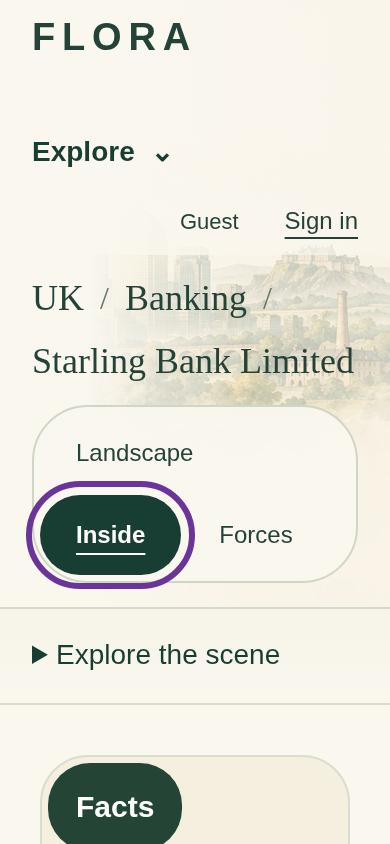 FLORA
Explore
Guest Sign in
UK / Banking /
Starling Bank Limited
Landscape
Inside Forces
Explore the scene
Facts